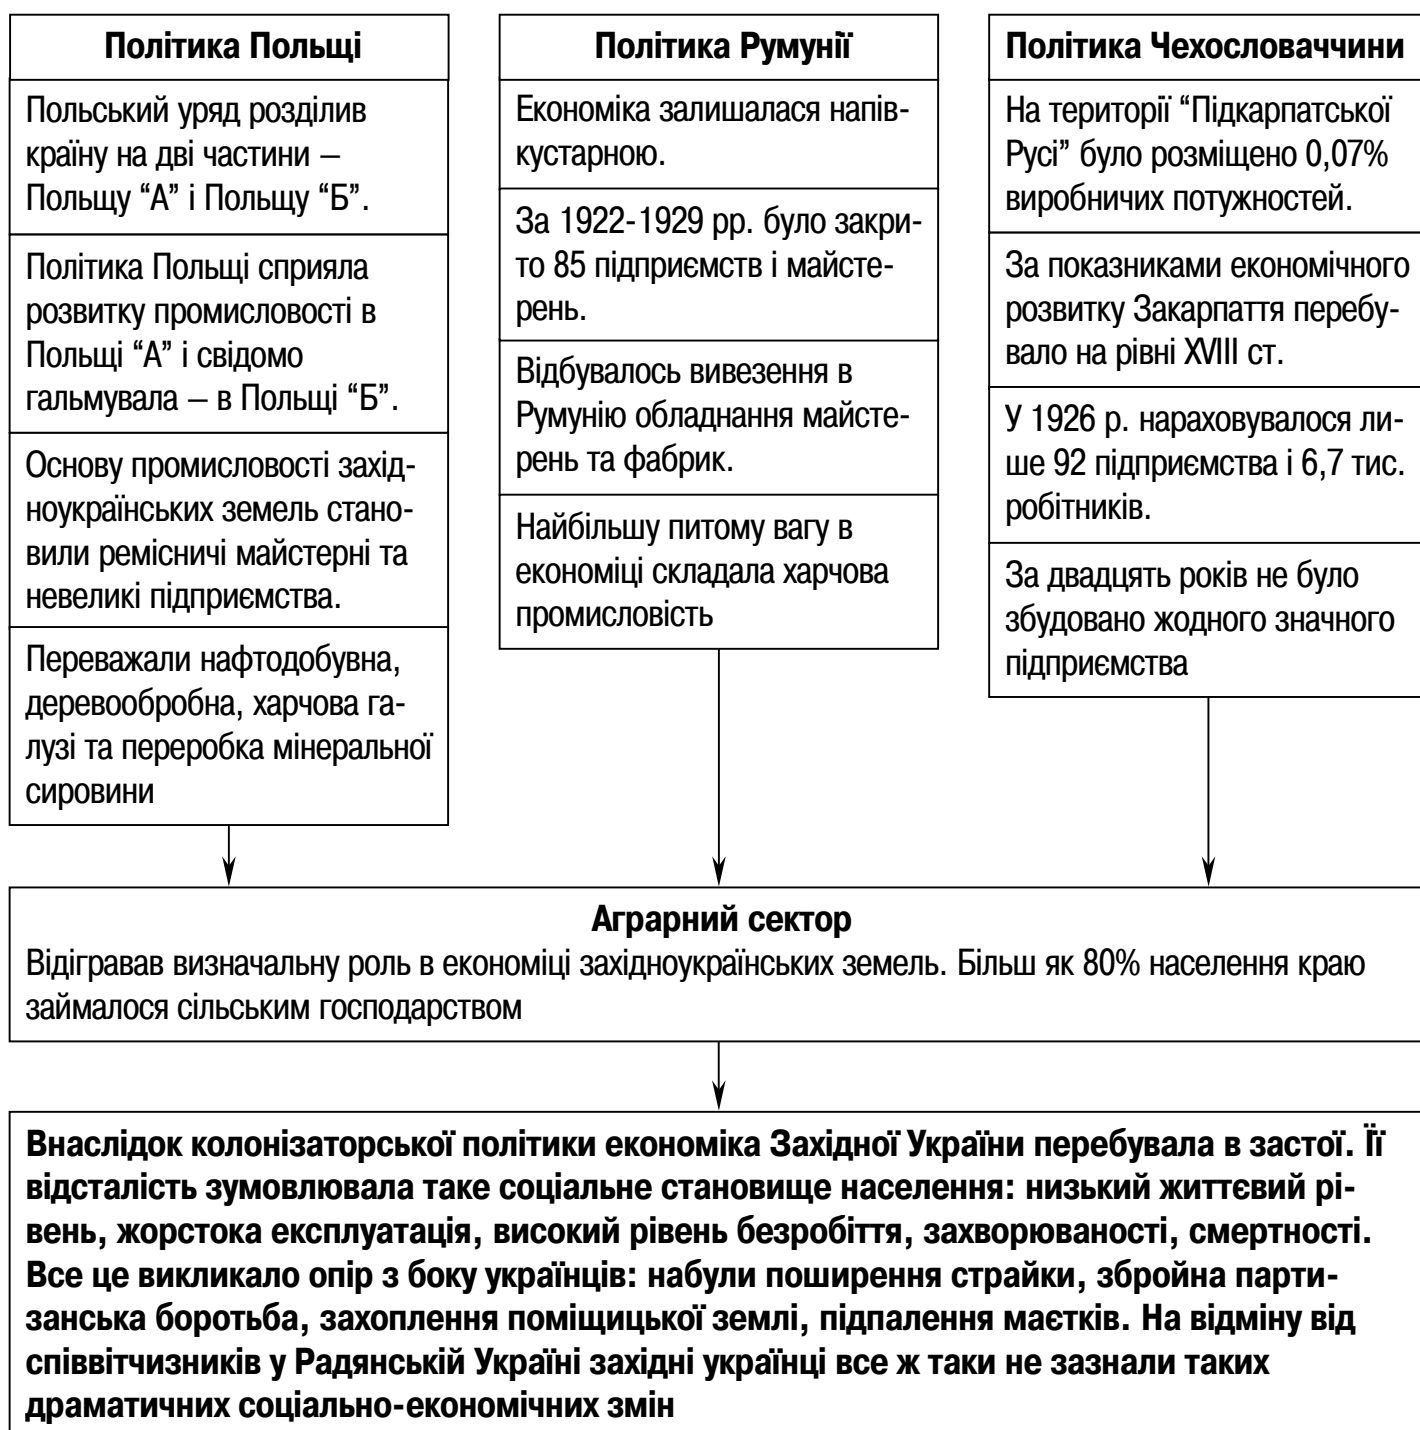 Політика Польщі
Польський уряд розділив
країну на дві частини –
Польщу “А” і Польщу “Б”.
Політика Польщі сприяла
розвитку промисловості в
Польщі “А” і свідомо
гальмувала – в Польщі “Б”.
Основу промисловості захід-
ноукраїнських земель стано-
вили ремісничі майстерні та
невеликі підприємства.
Переважали нафтодобувна,
деревообробна, харчова га-
лузі та переробка мінеральної
сировини
Політика Румунії
Економіка залишалася напів-
кустарною.
За 1922-1929 рр. було закри-
то 85 підприємств і майсте-
рень.
Відбувалось вивезення в
Румунію обладнання майсте-
рень та фабрик.
Найбільшу питому вагу в
економіці складала харчова
промисловість
Політика Чехословаччини
На території “Підкарпатської
Русі” було розміщено 0,07%
виробничих потужностей.
За показниками економічного
розвитку Закарпаття перебу-
вало на рівні XVIII ст.
У 1926 р. нараховувалося ли-
ше 92 підприємства і 6,7 тис.
робітників.
За двадцять років не було
збудовано жодного значного
підприємства
Аграрний сектор
Відігравав визначальну роль в економіці західноукраїнських земель. Більш як 80% населення краю
займалося сільським господарством
Внаслідок колонізаторської політики економіка Західної України перебувала в застої. Її
відсталість зумовлювала таке соціальне становище населення: низький життєвий рі-
вень, жорстока експлуатація, високий рівень безробіття, захворюваності, смертності.
Все це викликало опір з боку українців: набули поширення страйки, збройна парти-
занська боротьба, захоплення поміщицької землі, підпалення маєтків. На відміну від
співвітчизників у Радянській Україні західні українці все ж таки не зазнали таких
драматичних соціально-економічних змін